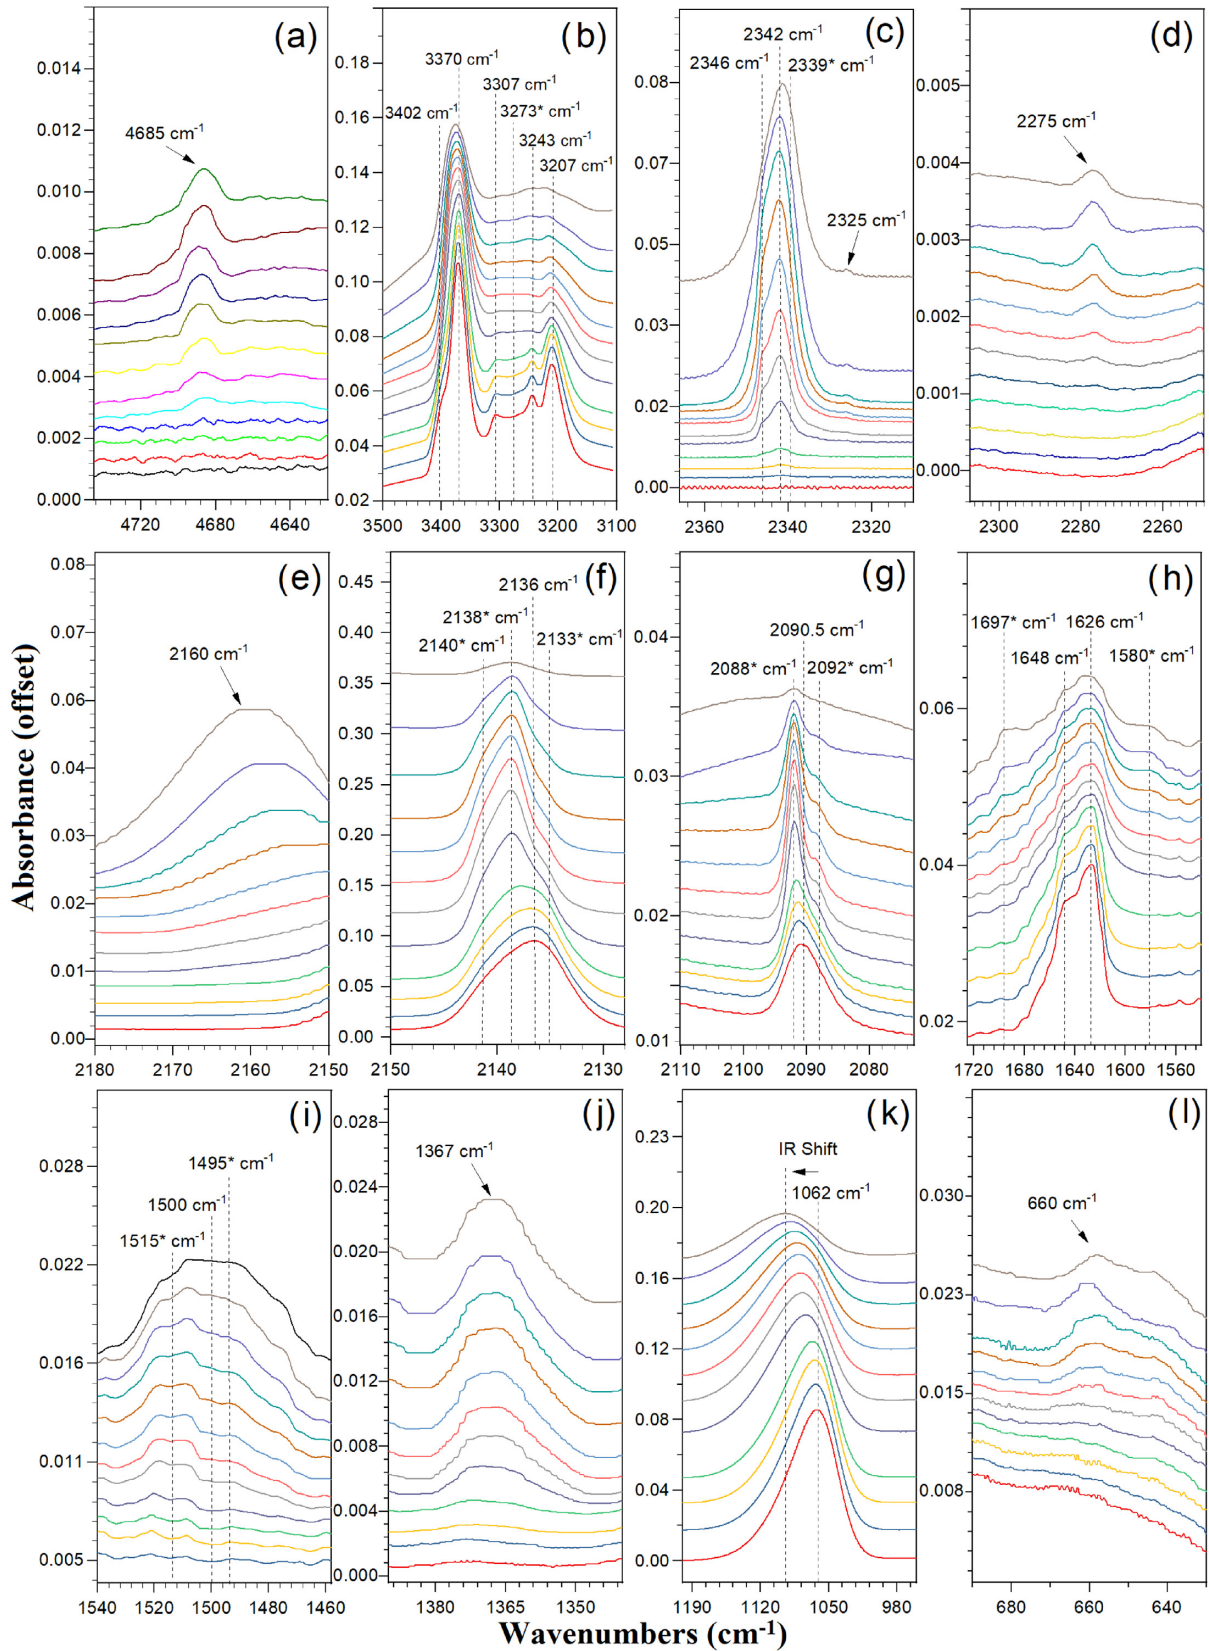 (a)
4685 cm-1
0.014
0.012
0.010
0.008
0.006
0.004
0.002
0.000
4720 4680 4640
(b)
3370 cm-1
3307 cm-1
3402 cm-1 3273* cm-1
3243 cm-1
3207 cm-1
0.18
0.16
0.14
0.12
0.10
0.08
0.06
0.04
0.02
3500 3400 3300 3200 3100
(c)
2342 cm-1
2346 cm-1 2339* cm-1
2325 cm-1
0.08
0.07
0.05
0.03
0.02
0.00
2360 2340 2320
(d)
2275 cm-1
0.005
0.004
0.003
0.002
0.001
0.000
2300 2280 2260
(e)
2160 cm-1
0.08
0.07
0.06
0.04
0.03
0.02
0.01
0.00
2180 2170 2160 2150
(f)
2136 cm-1
2138* cm-1
2140* cm-1 2133* cm-1
0.45
0.40
0.35
0.30
0.25
0.20
0.15
0.10
0.05
0.00
2150 2140 2130
(g)
2090.5 cm-1
2088* cm-1 2092* cm-1
0.04
0.03
0.02
0.01
2110 2100 2090 2080
(h)
1697* cm-1 1626 cm-1
1648 cm-1 1580* cm-1
0.06
0.04
0.02
1720 1680 1640 1600 1560
(i)
1495* cm-1
1500 cm-1
1515* cm-1
0.028
0.022
0.016
0.011
0.005
1540 1520 1500 1480 1460
(j)
1367 cm-1
0.028
0.024
0.020
0.016
0.012
0.008
0.004
0.000
1380 1365 1350
(k)
IR Shift
1062 cm-1
0.23
0.20
0.16
0.12
0.08
0.04
0.00
1190 1120 1050 980
(l)
660 cm-1
0.030
0.023
0.015
0.008
680 660 640
Absorbance (offset)
Wavenumbers (cm-1)